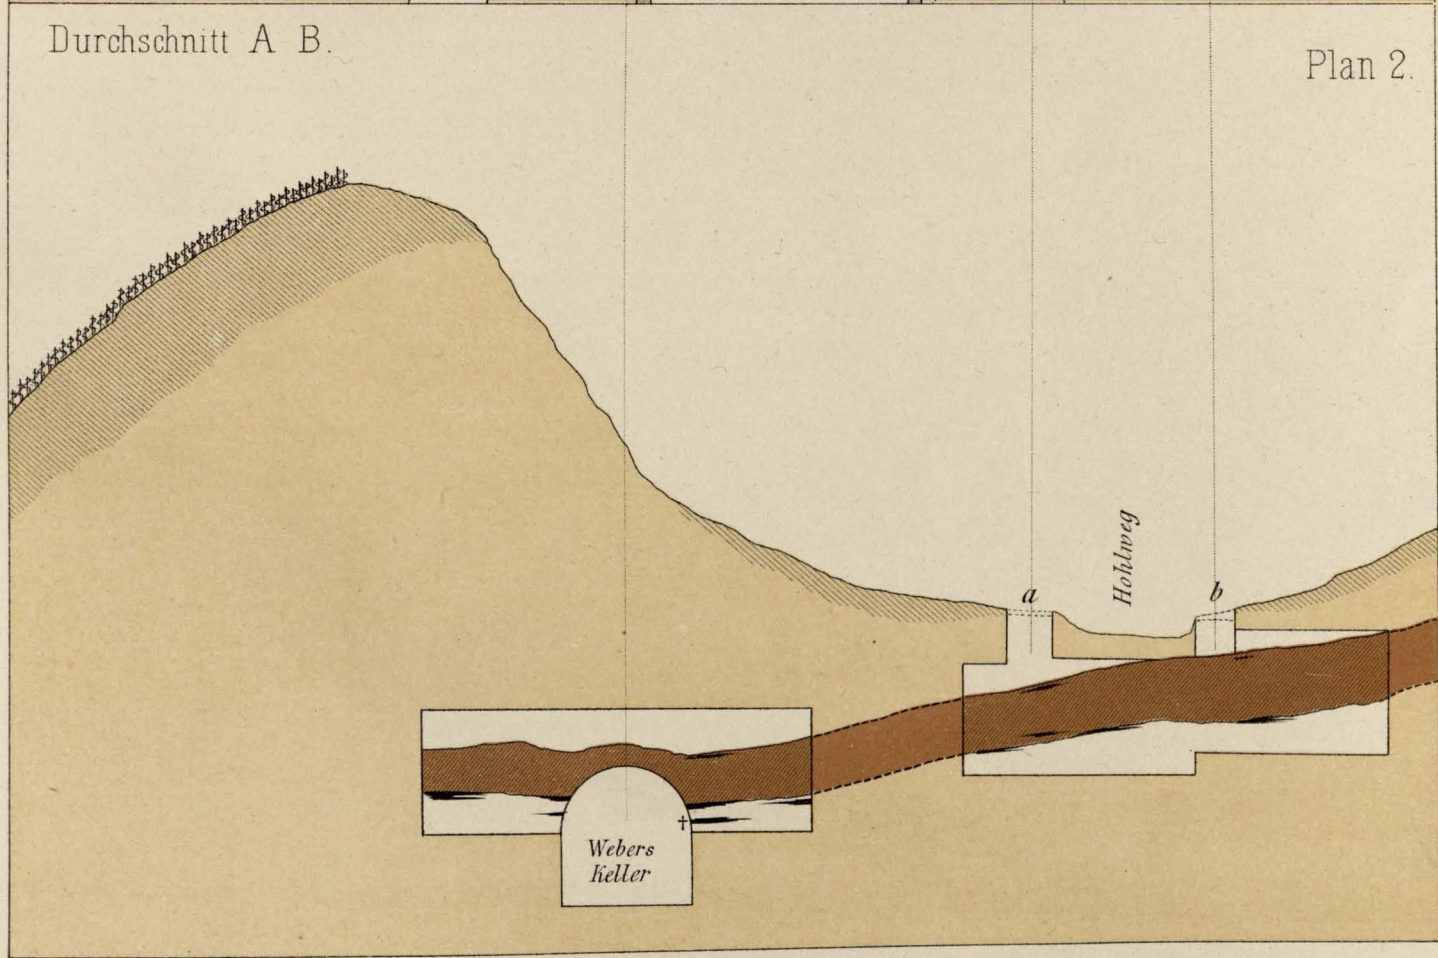 Durchschnitt A B.
Plan 2.
Hohlweg
a
b
†
Webers
Keller